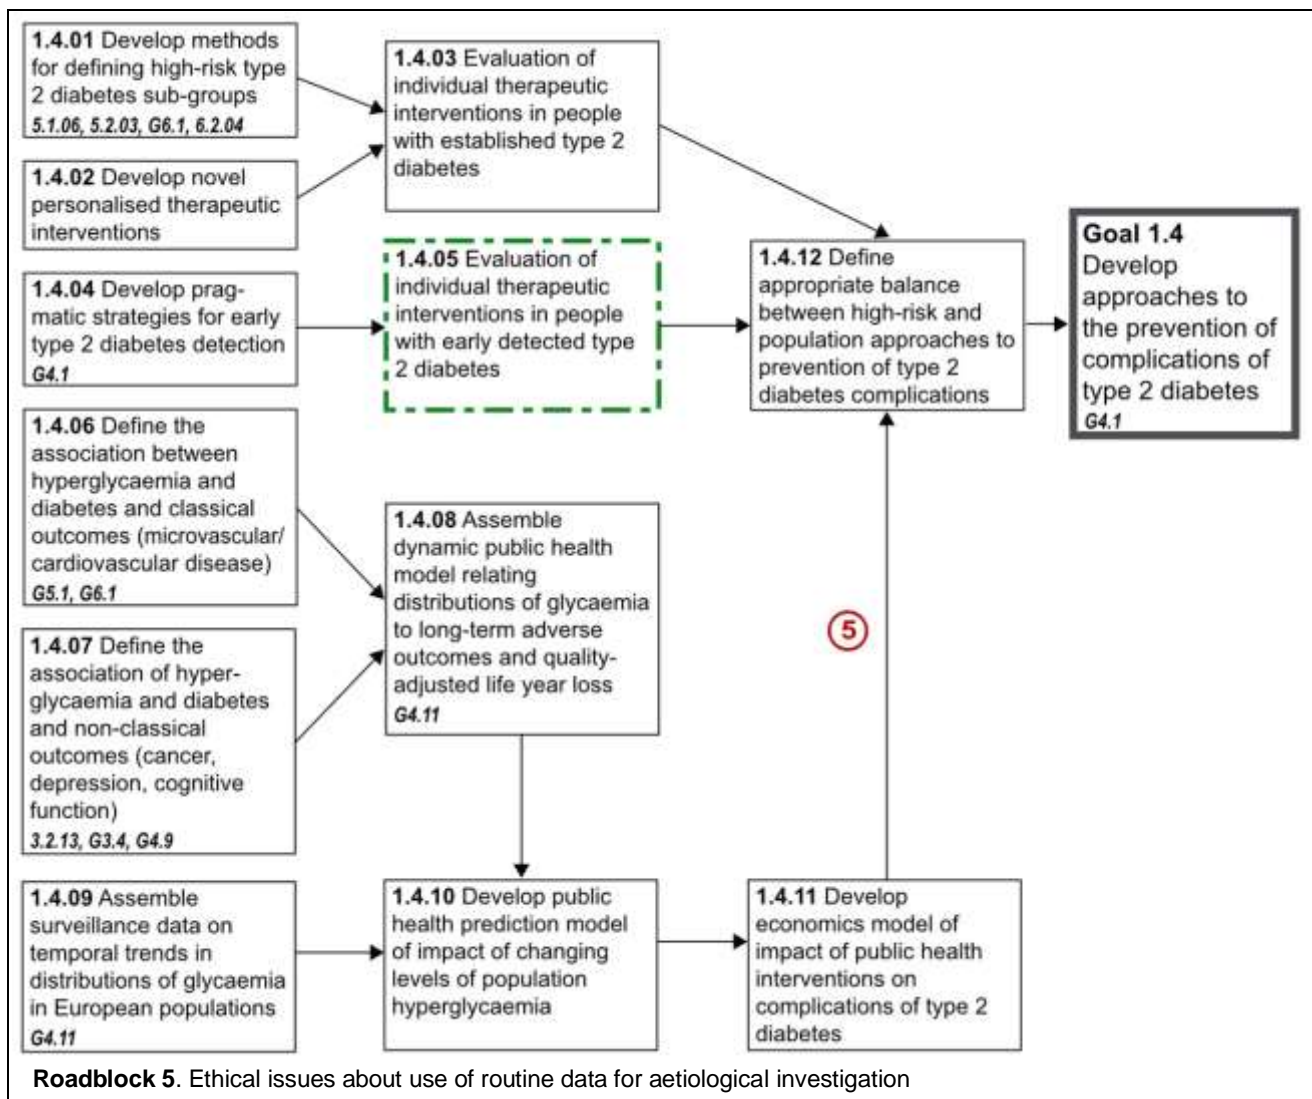 1.4.01 Develop methods
for defining high-risk type
2 diabetes sub-groups
5.1.06, 5.2.03, G6.1, 6.2.04
1.4.03 Evaluation of
individual therapeutic
interventions in people
with established type 2
diabetes
1.4.02 Develop novel
personalised therapeutic
interventions
1.4.04 Develop prag-
matic strategies for early
type 2 diabetes detection
G4.1
1.4.05 Evaluation of
individual therapeutic
interventions in people
with early detected type
2 diabetes
1.4.12 Define
appropriate balance
between high-risk and
population approaches to
prevention of type 2
diabetes complications
Goal 1.4
Develop
approaches to
the prevention of
complications of
type 2 diabetes
G4.1
1.4.06 Define the
association between
hyperglycaemia and
diabetes and classical
outcomes (microvascular/
cardiovascular disease)
G5.1, G6.1
1.4.07 Define the
association of hyper-
glycaemia and diabetes
and non-classical
outcomes (cancer,
depression, cognitive
function)
3.2.13, G3.4, G4.9
1.4.08 Assemble
dynamic public health
model relating
distributions of glycaemia
to long-term adverse
outcomes and quality-
adjusted life year loss
G4.11
5
1.4.09 Assemble
surveillance data on
temporal trends in
distributions of glycaemia
in European populations
G4.11
1.4.10 Develop public
health prediction model
of impact of changing
levels of population
hyperglycaemia
1.4.11 Develop
economics model of
impact of public health
interventions on
complications of type 2
diabetes
Roadblock 5. Ethical issues about use of routine data for aetiological investigation